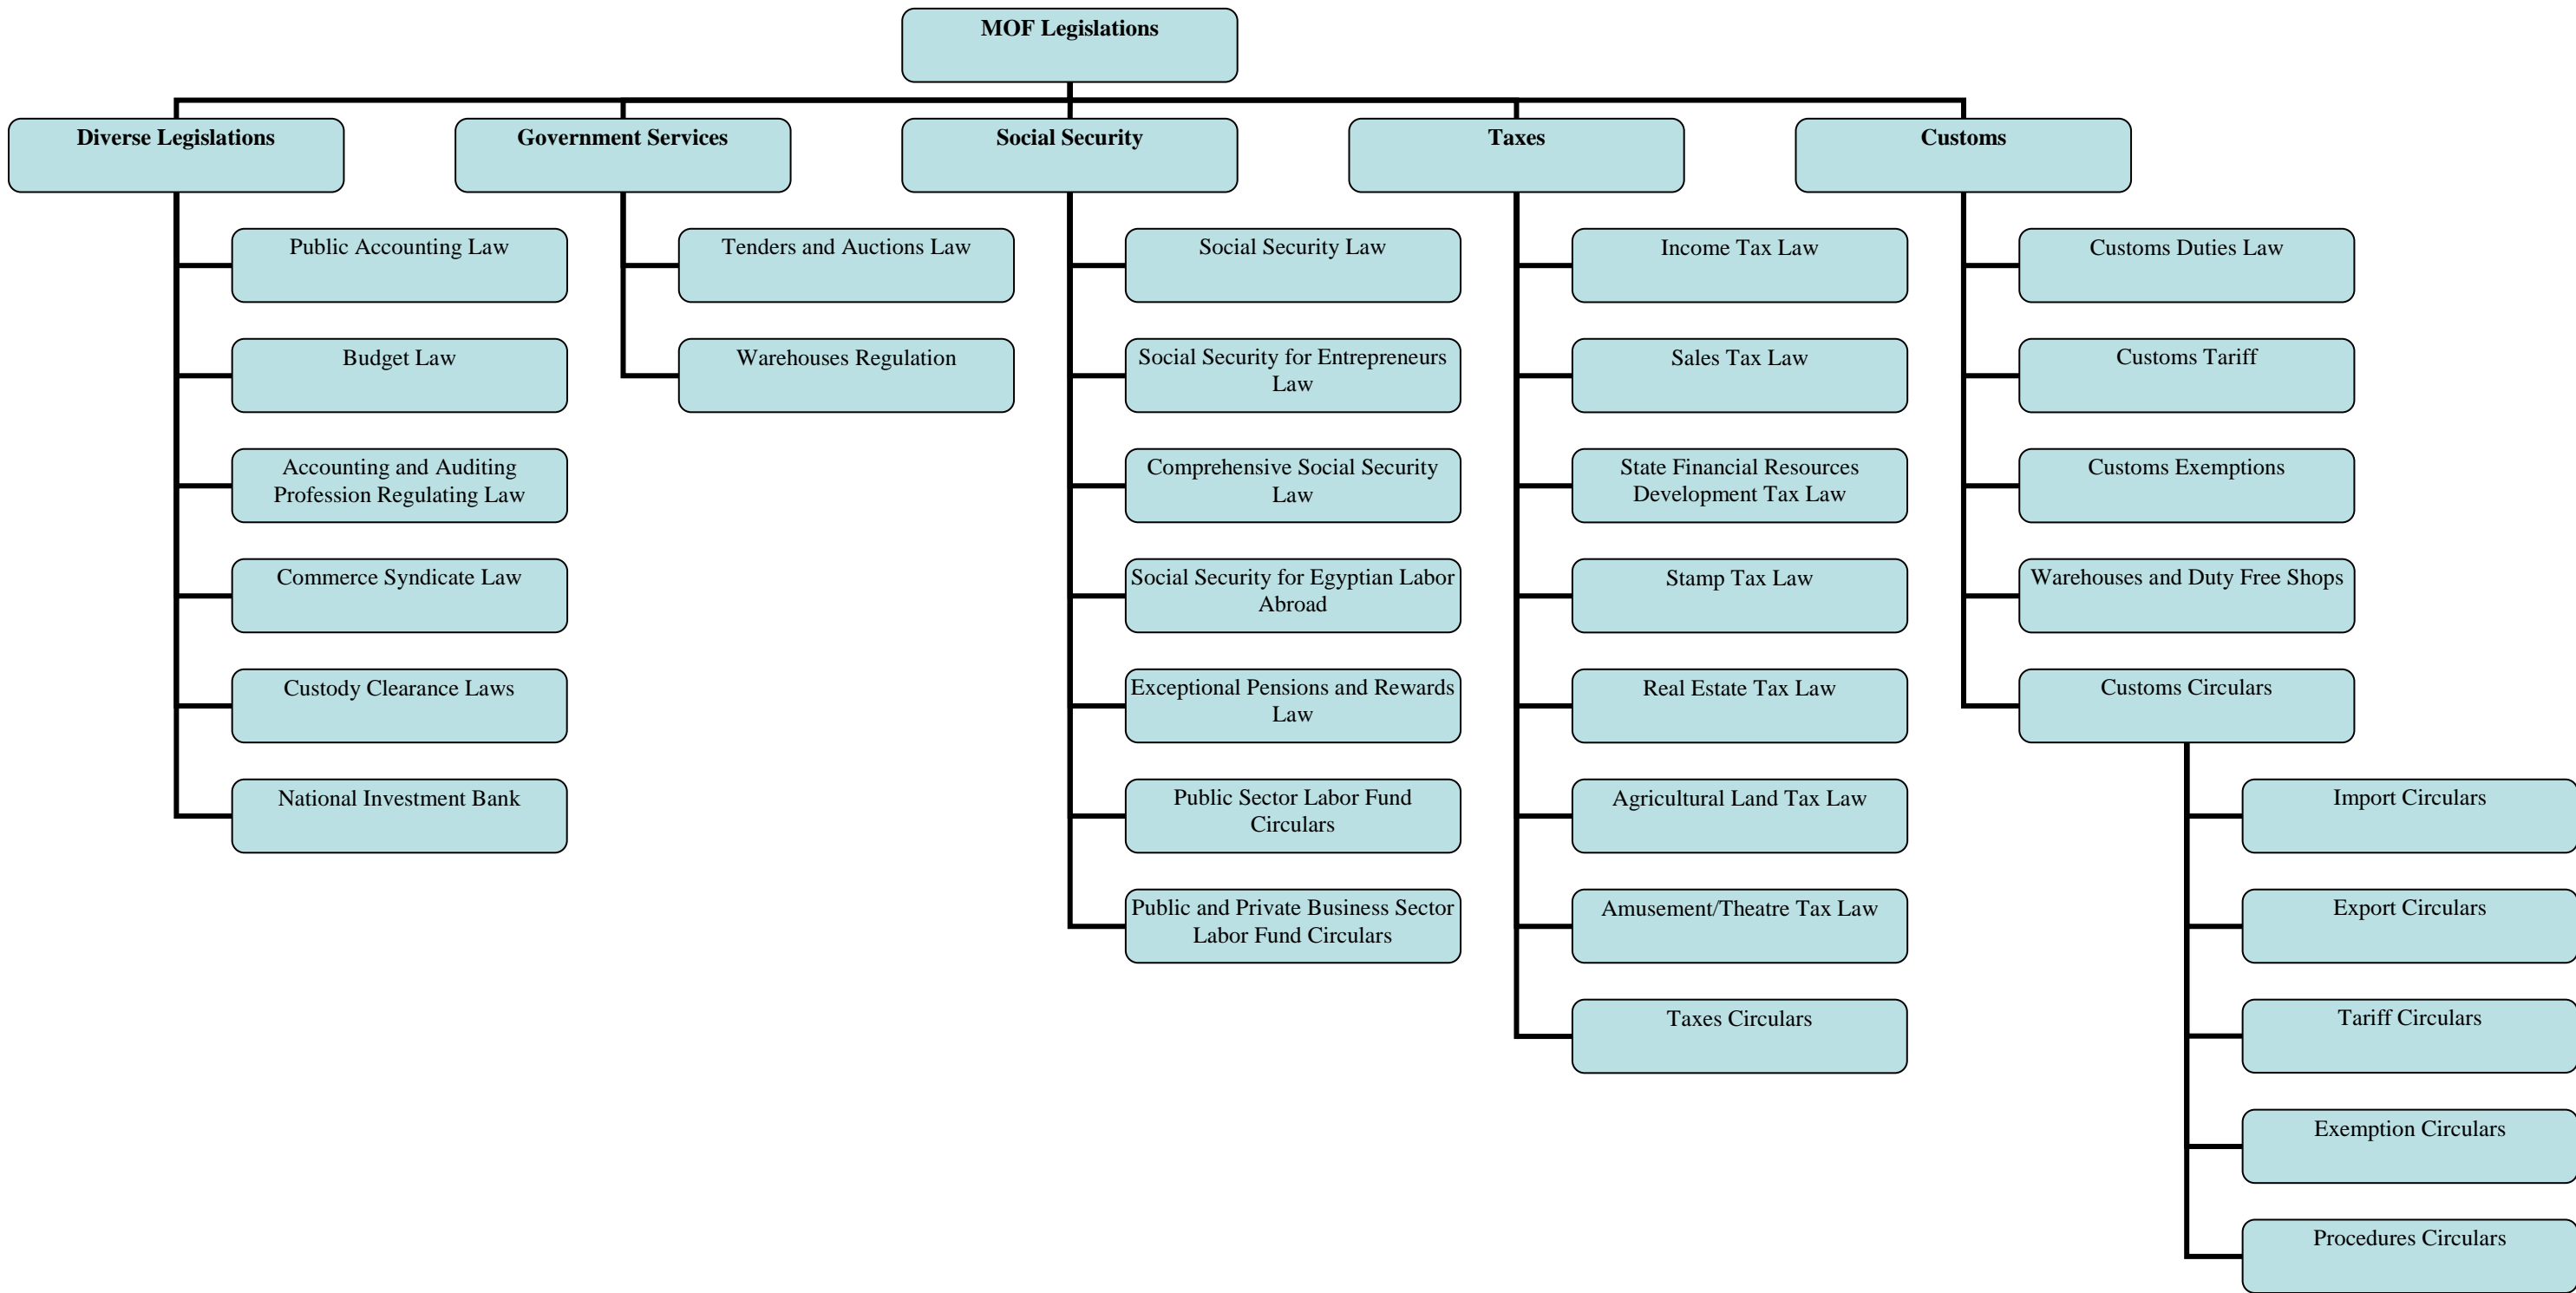 MOF Legislations
Diverse Legislations
Government Services
Social Security
Taxes
Customs
Public Accounting Law
Budget Law
Accounting and Auditing
Profession Regulating Law
Commerce Syndicate Law
Custody Clearance Laws
National Investment Bank
Tenders and Auctions Law
Warehouses Regulation
Social Security Law
Social Security for Entrepreneurs
Law
Comprehensive Social Security
Law
Social Security for Egyptian Labor
Abroad
Exceptional Pensions and Rewards
Law
Public Sector Labor Fund
Circulars
Public and Private Business Sector
Labor Fund Circulars
Income Tax Law
Sales Tax Law
State Financial Resources
Development Tax Law
Stamp Tax Law
Real Estate Tax Law
Agricultural Land Tax Law
Amusement/Theatre Tax Law
Taxes Circulars
Customs Duties Law
Customs Tariff
Customs Exemptions
Warehouses and Duty Free Shops
Customs Circulars
Import Circulars
Export Circulars
Tariff Circulars
Exemption Circulars
Procedures Circulars